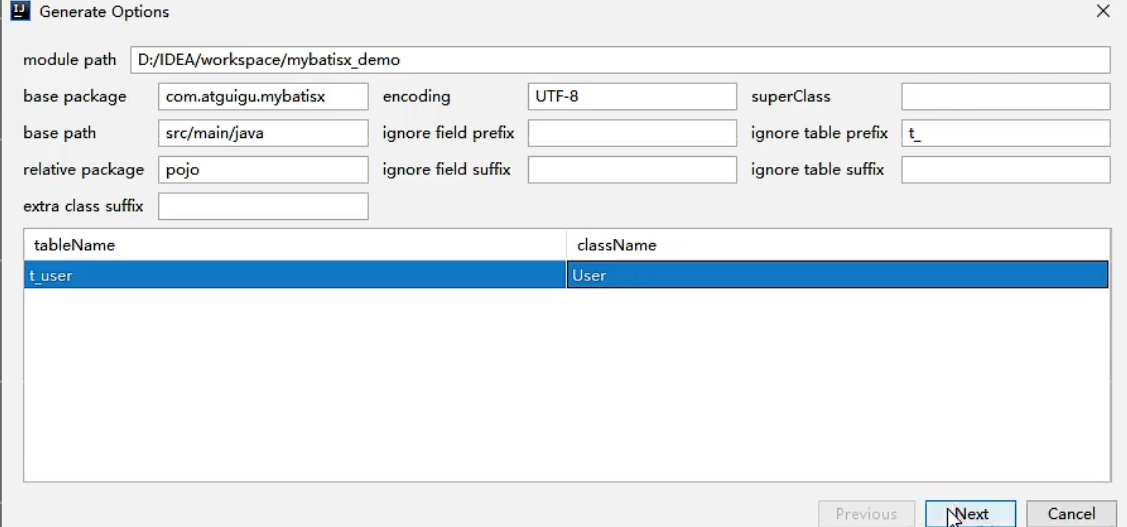 IJ Generate Options
module path D:/IDEA/workspace/mybatisx_demo
base package com.atguigu.mybatisx encoding UTF-8 superClass
base path src/main/java ignore field prefix ignore table prefix t_
relative package pojo ignore field suffix ignore table suffix
extra class suffix
tableName className
t_user User
Previous Next Cancel